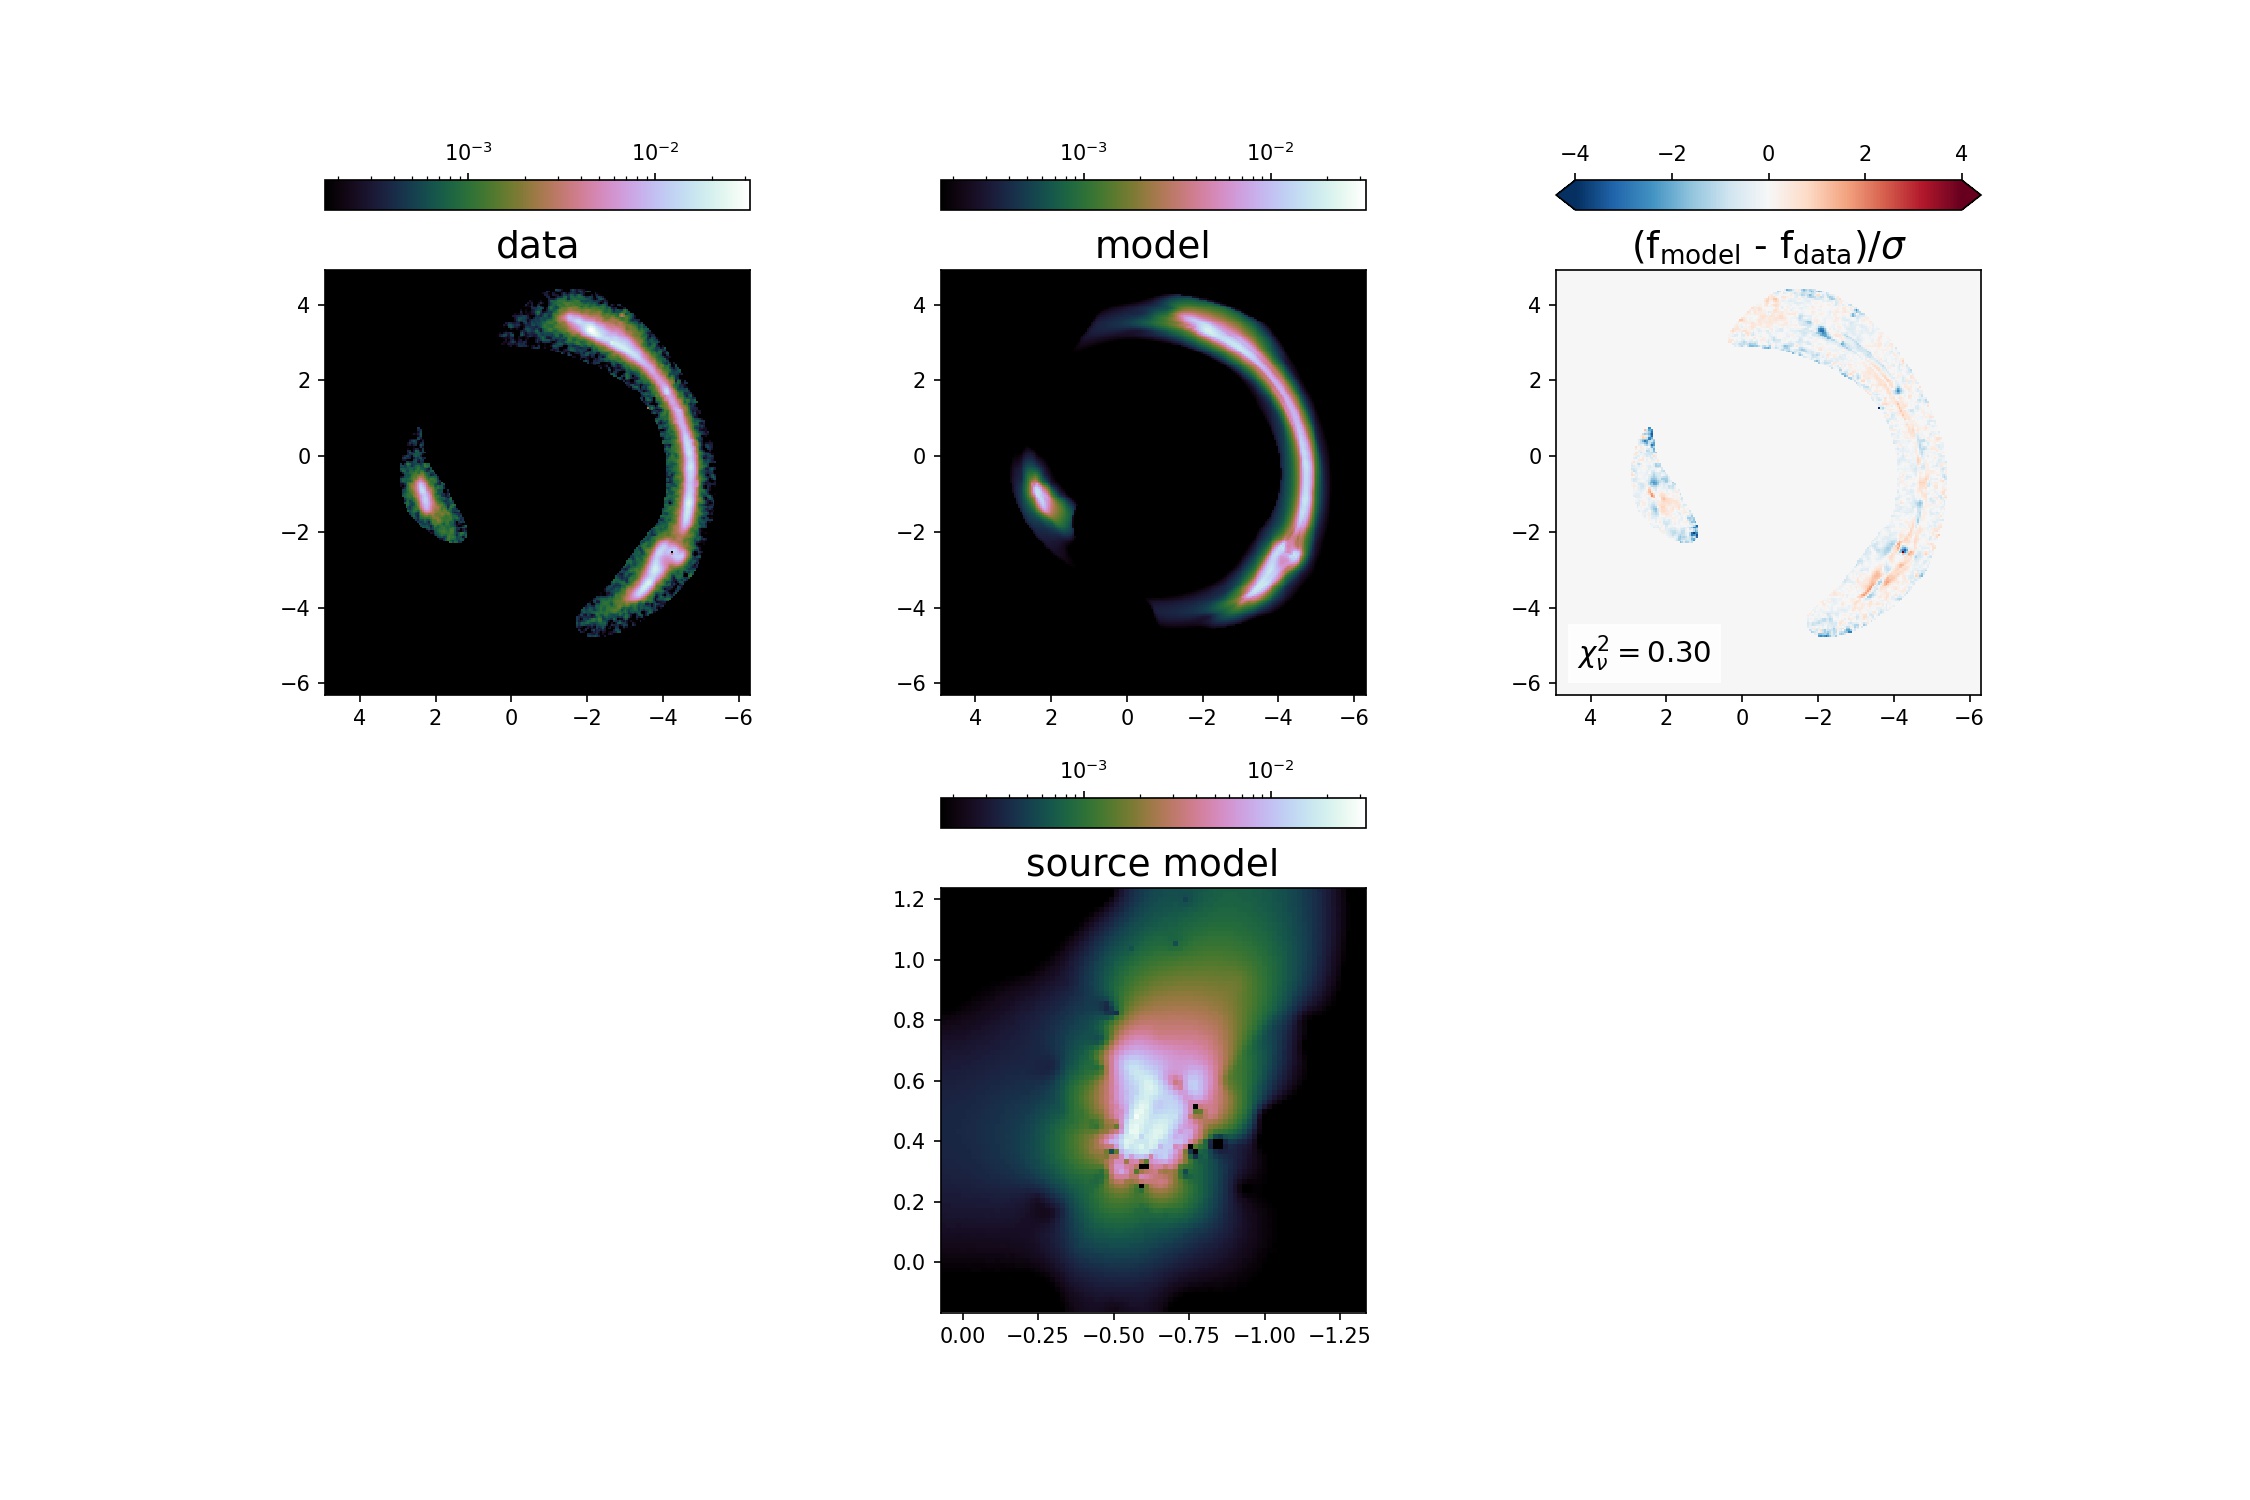 10⁻³ 10⁻² 10⁻³ 10⁻² −4 −2 0 2 4
data model (f_model - f_data)/σ
4 4 4
2 2 2
0 0 0
−2 −2 −2
−4 −4 −4
χ²_ν = 0.30
−6 −6 −6
4 2 0 −2 −4 −6 4 2 0 −2 −4 −6 4 2 0 −2 −4 −6
10⁻³ 10⁻²
source model
1.2
1.0
0.8
0.6
0.4
0.2
0.0
0.00 −0.25 −0.50 −0.75 −1.00 −1.25